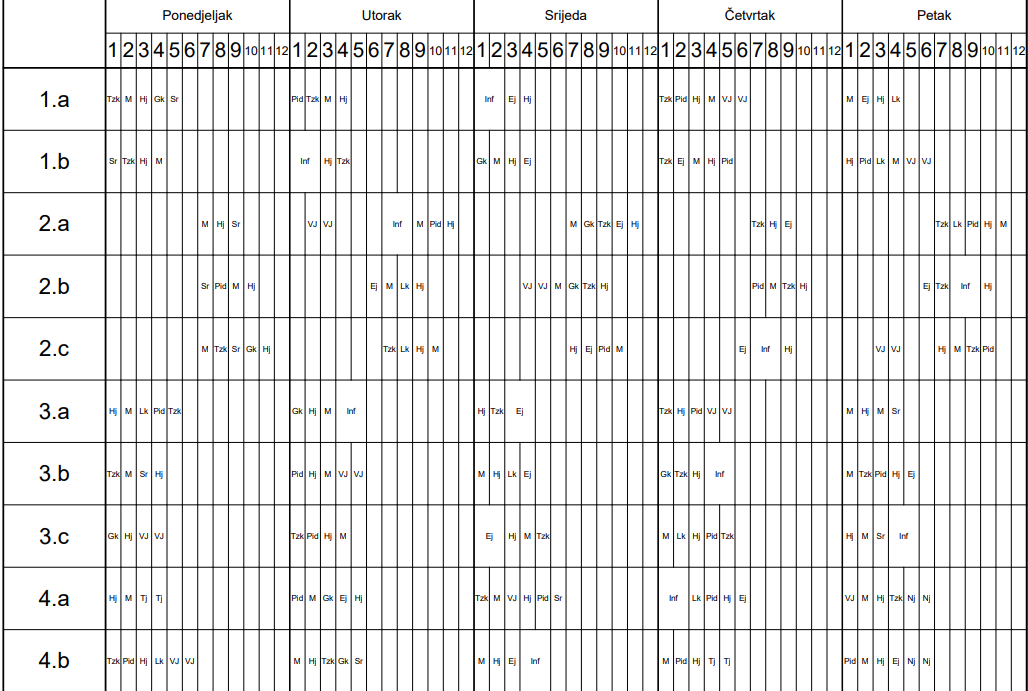 Ponedjeljak Utorak Srijeda Četvrtak Petak
1 2 3 4 5 6 7 8 9 10 11 12 1 2 3 4 5 6 7 8 9 10 11 12 1 2 3 4 5 6 7 8 9 10 11 12 1 2 3 4 5 6 7 8 9 10 11 12 1 2 3 4 5 6 7 8 9 10 11 12
1.a Tzk M Hj Gk Sr Pid Tzk M Hj Inf Ej Hj Tzk Pid Hj M VJ VJ M Ej Hj Lk
1.b Sr Tzk Hj M Inf Hj Tzk Gk M Hj Ej Tzk Ej M Hj Pid Hj Pid Lk M VJ VJ
2.a M Hj Sr VJ VJ Inf M Pid Hj M Gk Tzk Ej Hj Tzk Hj Ej Tzk Lk Pid Hj M
2.b Sr Pid M Hj Ej M Lk Hj VJ VJ M Gk Tzk Hj Pid M Tzk Hj Ej Tzk Inf Hj
2.c M Tzk Sr Gk Hj Tzk Lk Hj M Hj Ej Pid M Ej Inf Hj VJ VJ Hj M Tzk Pid
3.a Hj M Lk Pid Tzk Gk Hj M Inf Hj Tzk Ej Tzk Hj Pid VJ VJ M Hj M Sr
3.b Tzk M Sr Hj Pid Hj M VJ VJ M Hj Lk Ej Gk Tzk Hj Inf M Tzk Pid Hj Ej
3.c Gk Hj VJ VJ Tzk Pid Hj M Ej Hj M Tzk M Lk Hj Pid Tzk Hj M Sr Inf
4.a Hj M Tj Tj Pid M Gk Ej Hj Tzk M VJ Hj Pid Sr Inf Lk Pid Hj Ej VJ M Hj Tzk Nj Nj
4.b Tzk Pid Hj Lk VJ VJ M Hj Tzk Gk Sr M Hj Ej Inf M Pid Hj Tj Tj Pid M Hj Ej Nj Nj